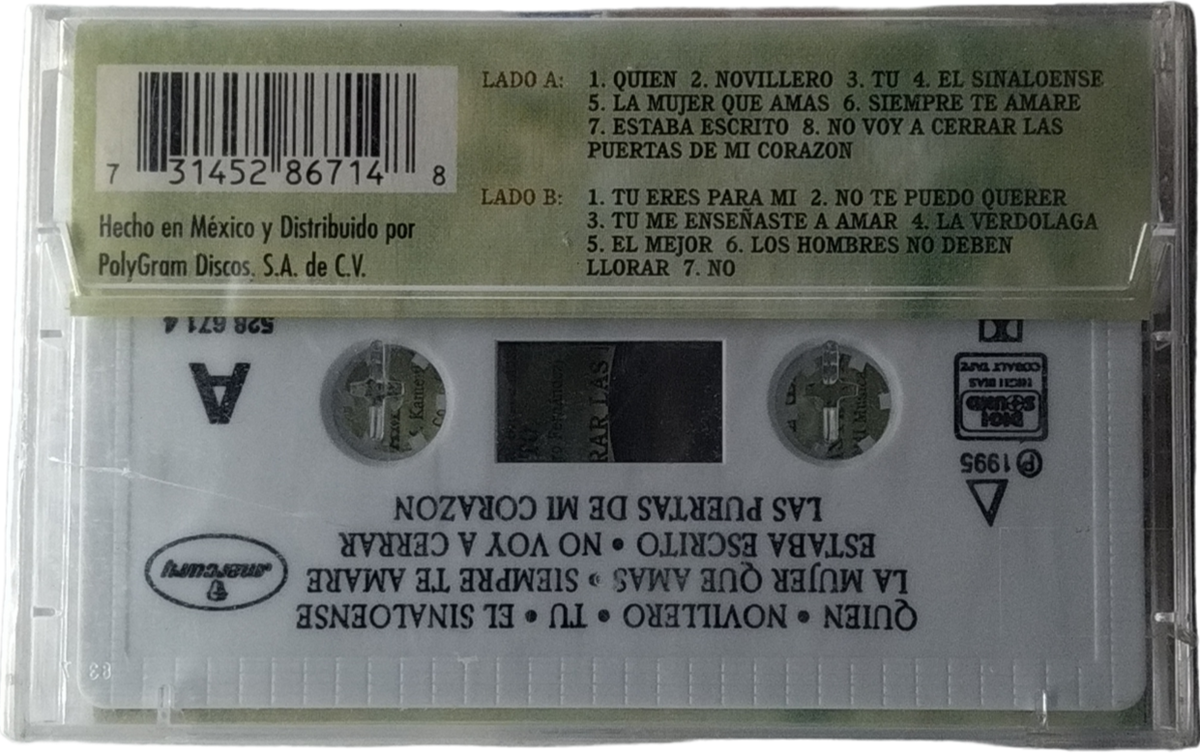 LADO A: 1. QUIEN 2. NOVILLERO 3. TU 4. EL SINALOENSE
5. LA MUJER QUE AMAS 6. SIEMPRE TE AMARE
7. ESTABA ESCRITO 8. NO VOY A CERRAR LAS
PUERTAS DE MI CORAZON
LADO B: 1. TU ERES PARA MI 2. NO TE PUEDO QUERER
3. TU ME ENSEÑASTE A AMAR 4. LA VERDOLAGA
5. EL MEJOR 6. LOS HOMBRES NO DEBEN
LLORAR 7. NO
7 31452 86714 8
Hecho en México y Distribuido por
PolyGram Discos, S.A. de C.V.
528 671 4
A
HIGH BIAS
COBALT TAPE
DIGI
SOUND
℗ 1995
QUIEN • NOVILLERO • TU • EL SINALOENSE
LA MUJER QUE AMAS • SIEMPRE TE AMARE
ESTABA ESCRITO • NO VOY A CERRAR
LAS PUERTAS DE MI CORAZON
mercury
TU
RAR LAS